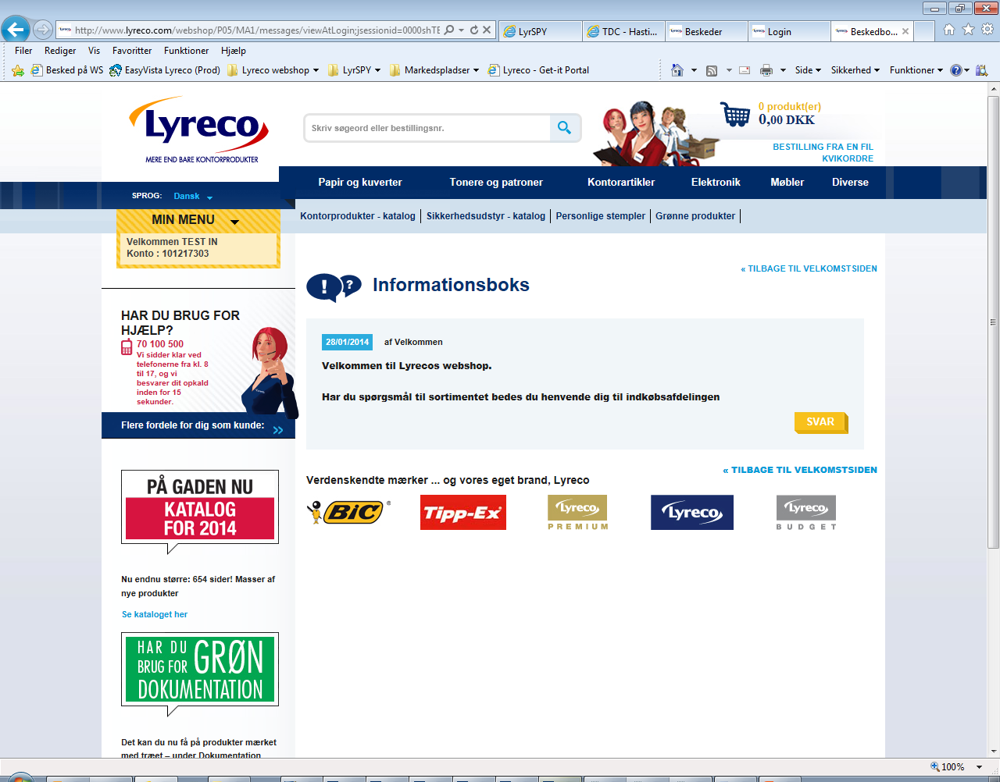 http://www.lyreco.com/webshop/P05/MA1/messages/viewAtLogin;jsessionid=0000shTE
LyrSPY
TDC - Hasti...
Beskeder
Login
Beskedbo...
Filer Rediger Vis Favoritter Funktioner Hjælp
Besked på WS EasyVista Lyreco (Prod) Lyreco webshop LyrSPY Markedspladser Lyreco - Get-it Portal
Side Sikkerhed Funktioner
Lyreco
MERE END BARE KONTORPRODUKTER
Skriv søgeord eller bestillingsnr.
0 produkt(er)
0,00 DKK
BESTILLING FRA EN FIL
KVIKORDRE
Papir og kuverter Tonere og patroner Kontorartikler Elektronik Møbler Diverse
SPROG: Dansk
Kontorprodukter - katalog Sikkerhedsudstyr - katalog Personlige stempler Grønne produkter
MIN MENU
Velkommen TEST IN
Konto : 101217303
« TILBAGE TIL VELKOMSTSIDEN
! ? Informationsboks
28/01/2014 af Velkommen
Velkommen til Lyrecos webshop.
Har du spørgsmål til sortimentet bedes du henvende dig til indkøbsafdelingen
SVAR
« TILBAGE TIL VELKOMSTSIDEN
Verdenskendte mærker ... og vores eget brand, Lyreco
BIC ®
Tipp-Ex®
Lyreco
PREMIUM
Lyreco
Lyreco
BUDGET
HAR DU BRUG FOR
HJÆLP?
70 100 500
Vi sidder klar ved
telefonerne fra kl. 8
til 17, og vi
besvarer dit opkald
inden for 15
sekunder.
Flere fordele for dig som kunde:
PÅ GADEN NU
KATALOG
FOR 2014
Nu endnu større: 654 sider! Masser af
nye produkter
Se kataloget her
HAR DU
BRUG FOR GRØN
DOKUMENTATION
Det kan du nu få på produkter mærket
med træet – under Dokumentation
100%